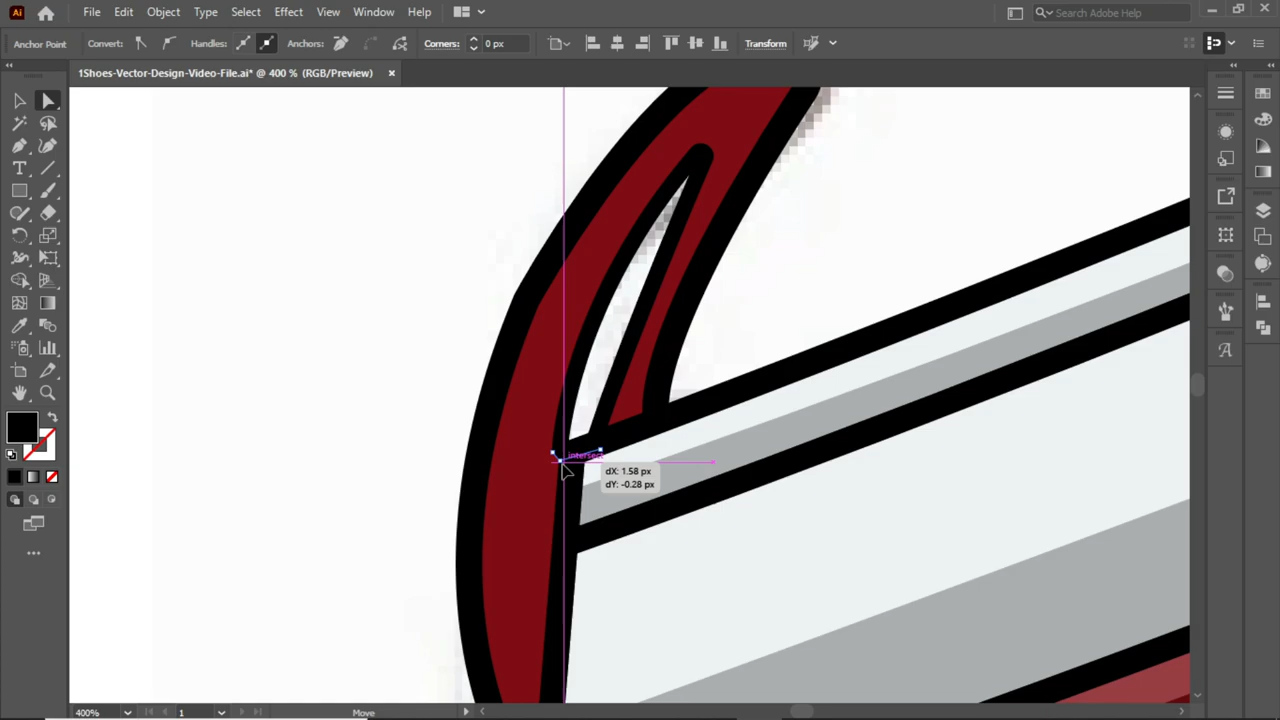 Ai File Edit Object Type Select Effect View Window Help Search Adobe Help
Anchor Point Convert: Handles: Anchors: Corners: 0 px Transform
1Shoes-Vector-Design-Video-File.ai* @ 400 % (RGB/Preview)
intersect
dX: 1.58 px
dY: -0.28 px
400% 1 Move